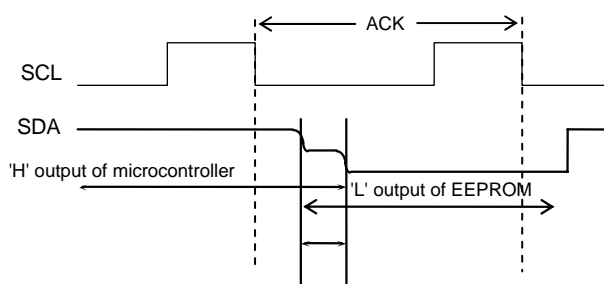 ACK
SCL
SDA
'H' output of microcontroller
'L' output of EEPROM